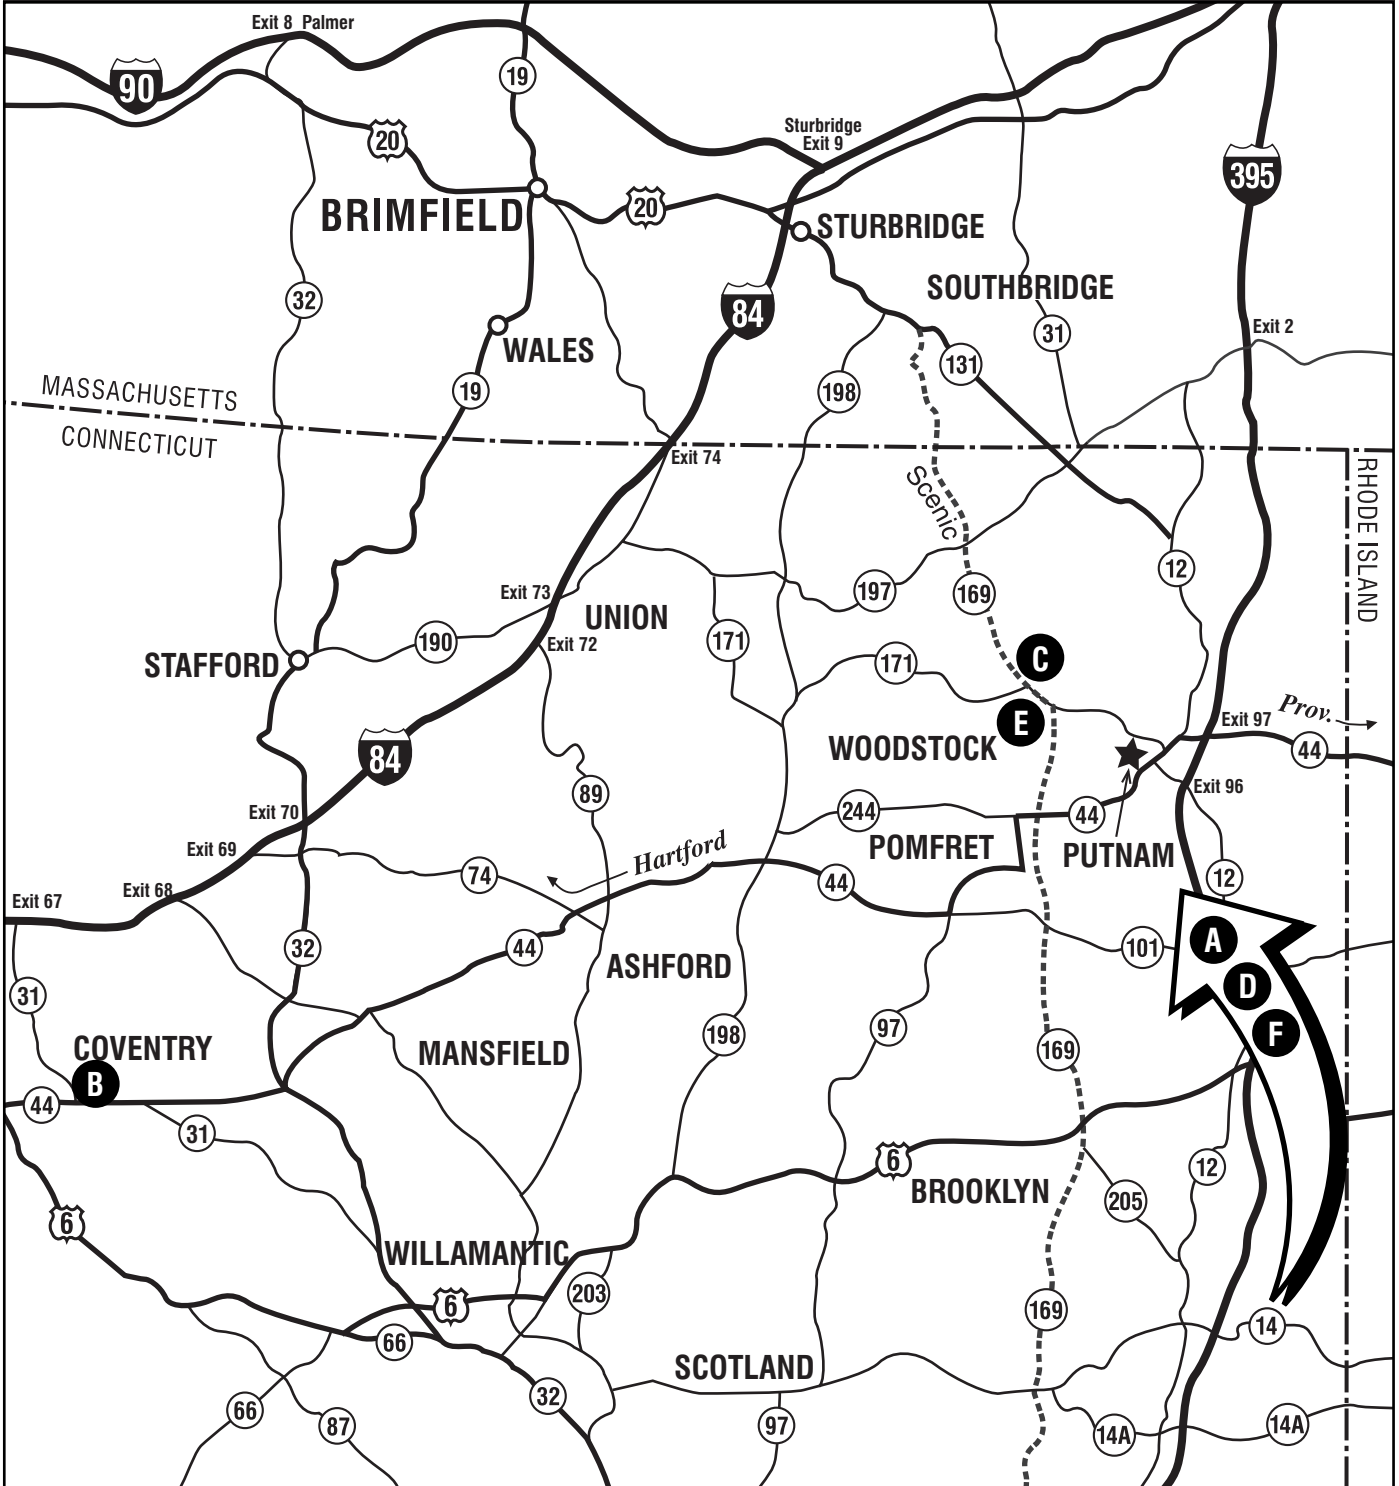 Exit 8 Palmer
90
19
20
Sturbridge
Exit 9
395
BRIMFIELD
20
STURBRIDGE
SOUTHBRIDGE
32
84
31
Exit 2
WALES
131
19
198
MASSACHUSETTS
CONNECTICUT
Exit 74
RHODE ISLAND
Scenic
12
Exit 73
197
169
UNION
190
171
Exit 72
STAFFORD
171
C
E
Exit 97
Prov.
WOODSTOCK
44
84
89
Exit 96
Exit 70
244
44
Hartford
POMFRET
PUTNAM
Exit 69
74
44
12
Exit 68
Exit 67
32
44
101
A
ASHFORD
D
31
97
F
198
COVENTRY
MANSFIELD
169
B
44
31
6
12
BROOKLYN
205
6
WILLAMANTIC
203
6
169
66
14
SCOTLAND
32
66
87
97
14A
14A